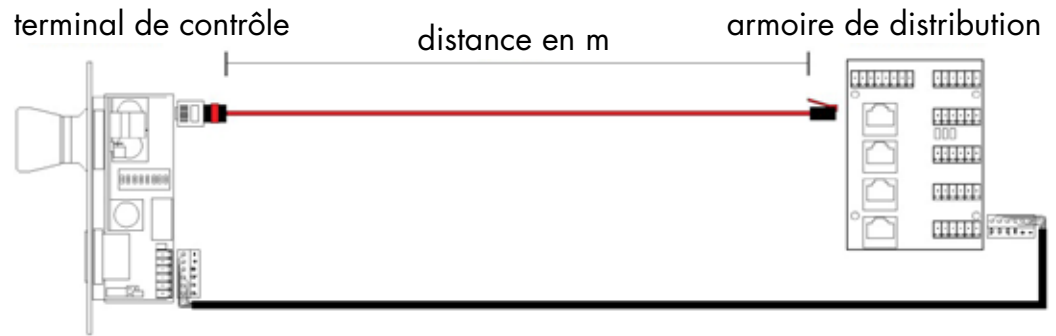 terminal de contrôle
distance en m
armoire de distribution